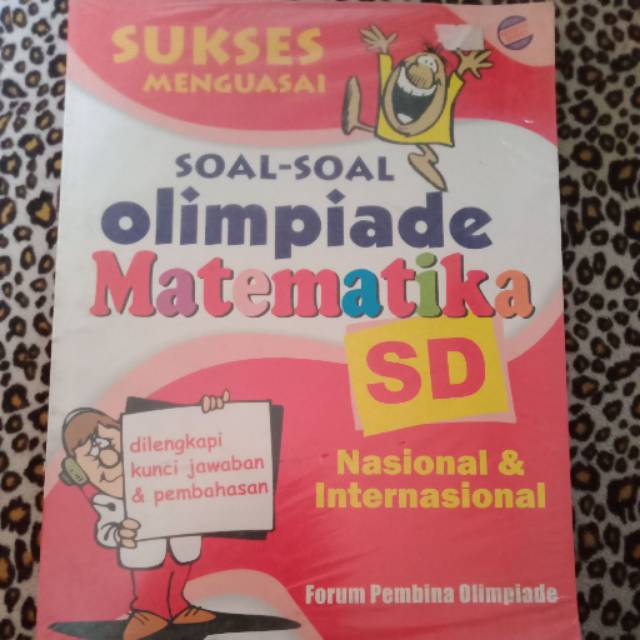 SUKSES
MENGUASAI
SOAL-SOAL
olimpiade
Matematika
SD
dilengkapi
kunci jawaban
& pembahasan
Nasional &
Internasional
Forum Pembina Olimpiade